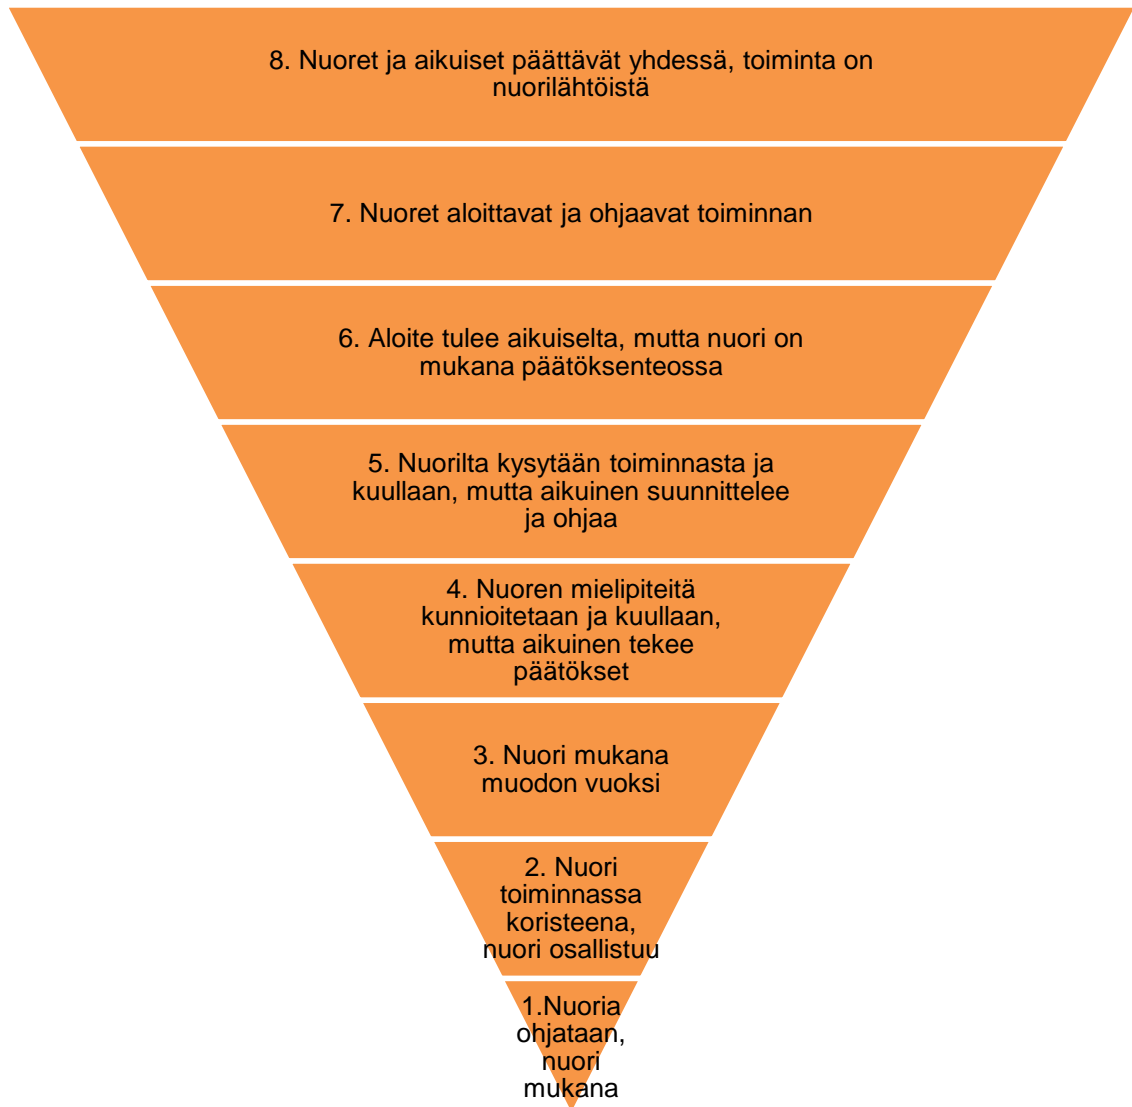 8. Nuoret ja aikuiset päättävät yhdessä, toiminta on
nuorilähtöistä
7. Nuoret aloittavat ja ohjaavat toiminnan
6. Aloite tulee aikuiselta, mutta nuori on
mukana päätöksenteossa
5. Nuorilta kysytään toiminnasta ja
kuullaan, mutta aikuinen suunnittelee
ja ohjaa
4. Nuoren mielipiteitä
kunnioitetaan ja kuullaan,
mutta aikuinen tekee
päätökset
3. Nuori mukana
muodon vuoksi
2. Nuori
toiminnassa
koristeena,
nuori osallistuu
1.Nuoria
ohjataan,
nuori
mukana